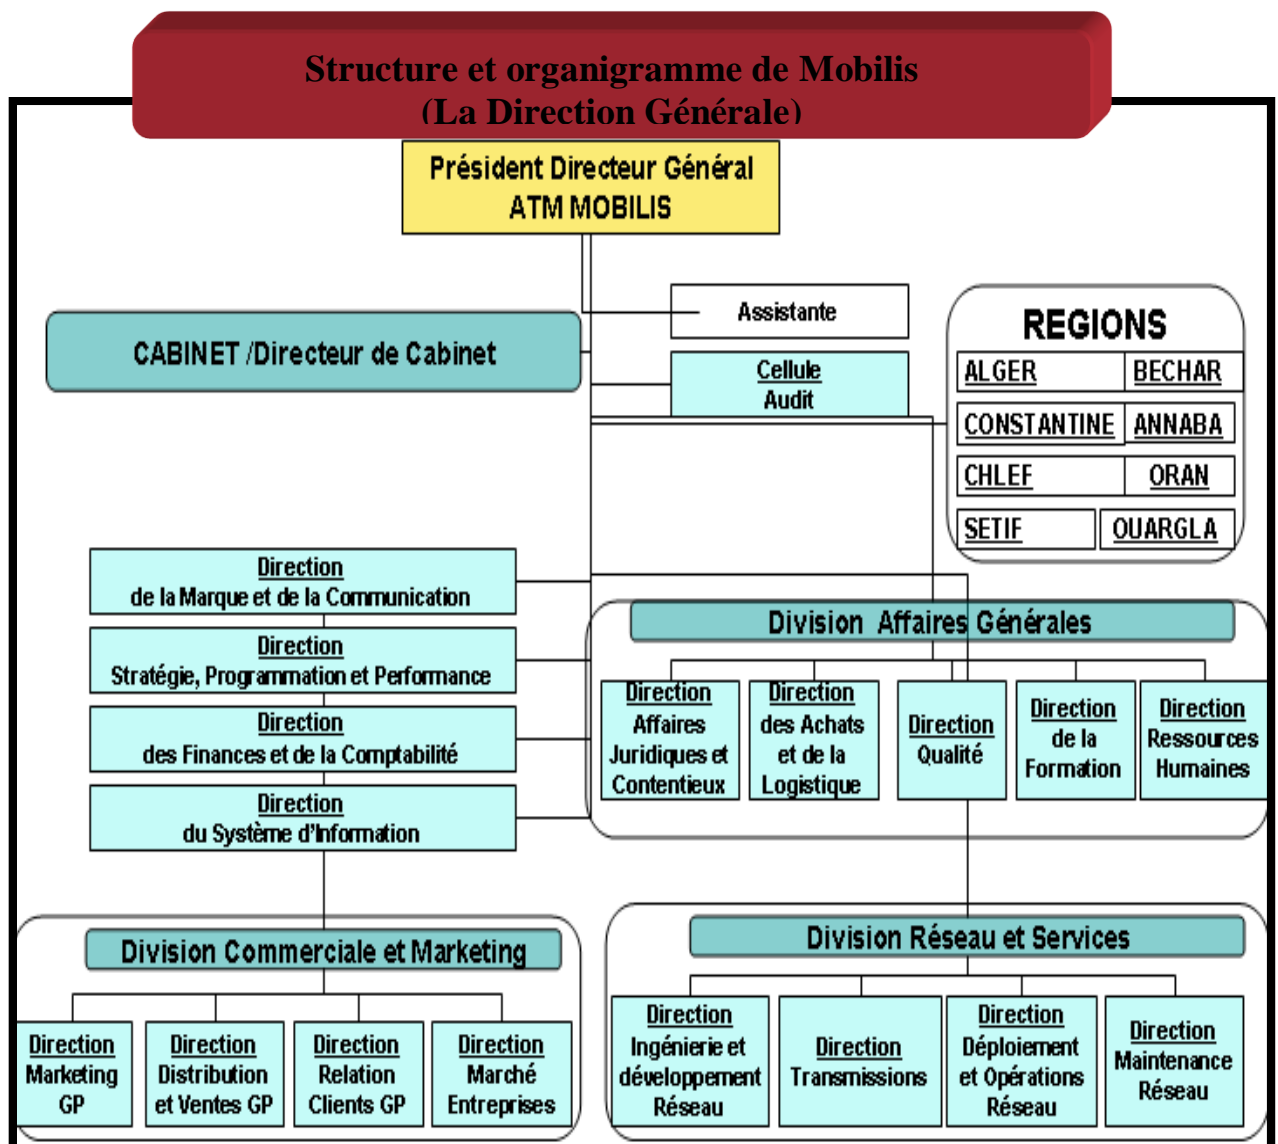 Structure et organigramme de Mobilis
(La Direction Générale)
Président Directeur Général
ATM MOBILIS
Assistante
CABINET /Directeur de Cabinet
Cellule
Audit
REGIONS
ALGER
BECHAR
CONSTANTINE
ANNABA
CHLEF
ORAN
SETIF
OUARGLA
Direction
de la Marque et de la Communication
Direction
Stratégie, Programmation et Performance
Direction
des Finances et de la Comptabilité
Direction
du Système d'Information
Division Affaires Générales
Direction
Affaires
Juridiques et
Contentieux
Direction
des Achats
et de la
Logistique
Direction
Qualité
Direction
de la
Formation
Direction
Ressources
Humaines
Division Commerciale et Marketing
Direction
Marketing
GP
Direction
Distribution
et Ventes GP
Direction
Relation
Clients GP
Direction
Marché
Entreprises
Division Réseau et Services
Direction
Ingénierie et
développement
Réseau
Direction
Transmissions
Direction
Déploiement
et Opérations
Réseau
Direction
Maintenance
Réseau